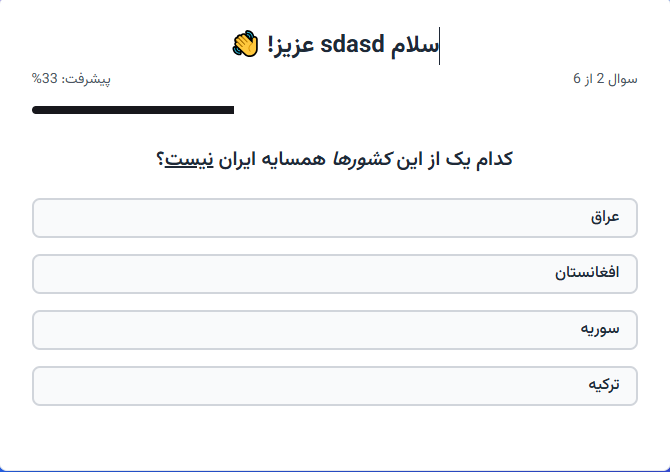 سلام sdasd عزیز! 👋
سوال 2 از 6
پیشرفت: 33%
کدام یک از این کشورها همسایه ایران نیست؟
عراق
افغانستان
سوریه
ترکیه